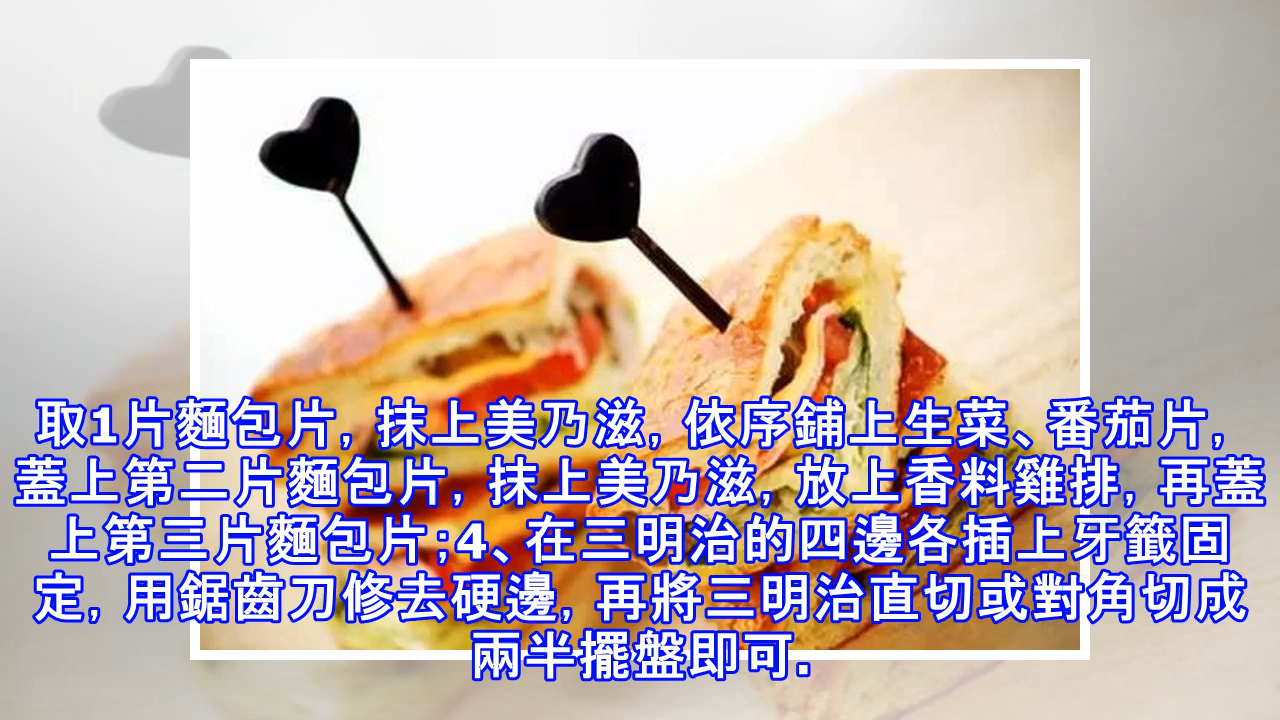 取1片麵包片, 抹上美乃滋, 依序鋪上生菜、番茄片,
蓋上第二片麵包片, 抹上美乃滋, 放上香料雞排, 再蓋
上第三片麵包片;4、在三明治的四邊各插上牙籤固
定, 用鋸齒刀修去硬邊, 再將三明治直切或對角切成
兩半擺盤即可.